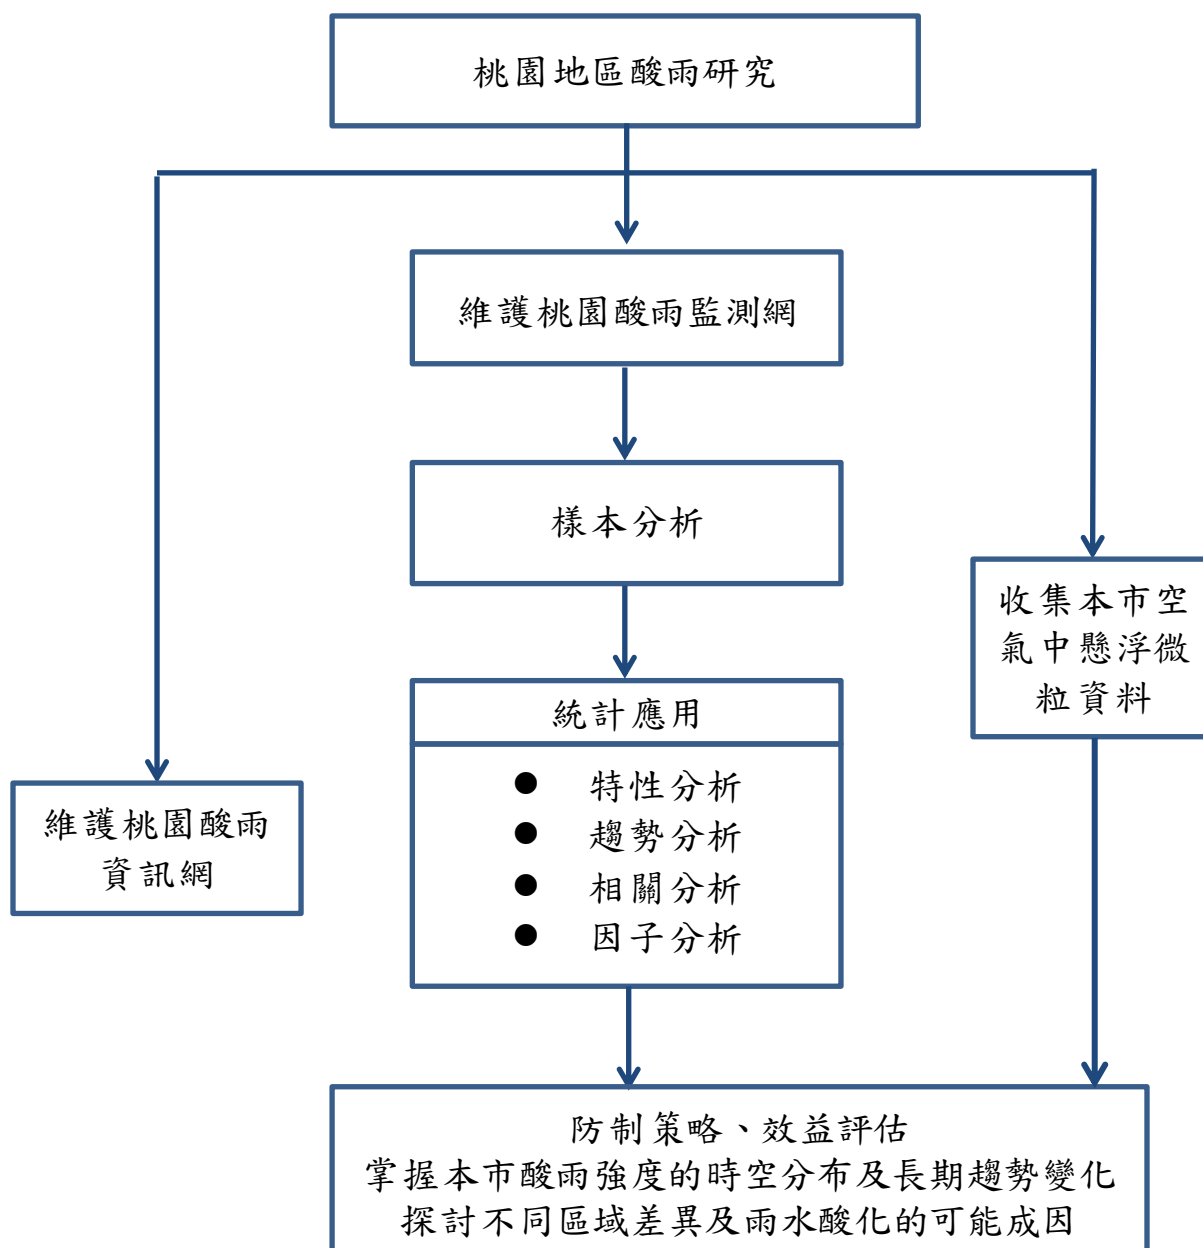 桃園地區酸雨研究
維護桃園酸雨監測網
樣本分析
收集本市空
氣中懸浮微
粒資料
統計應用
● 特性分析
● 趨勢分析
● 相關分析
● 因子分析
維護桃園酸雨
資訊網
防制策略、效益評估
掌握本市酸雨強度的時空分布及長期趨勢變化
探討不同區域差異及雨水酸化的可能成因